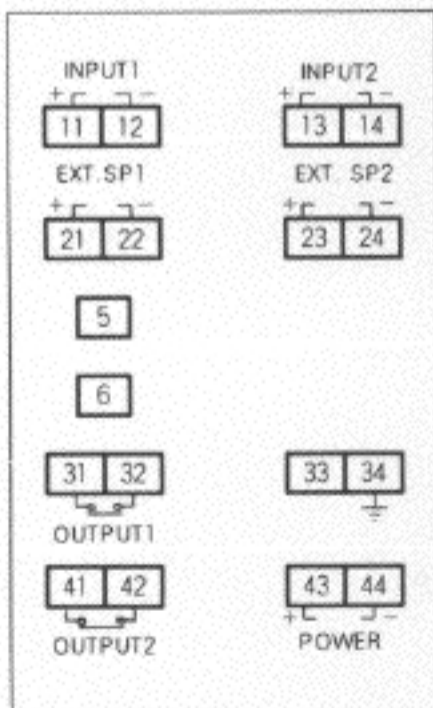 INPUT1 INPUT2
+ − + −
11 12 13 14
EXT. SP1 EXT. SP2
+ − + −
21 22 23 24
5
6
31 32 33 34
OUTPUT1
41 42 43 44
+ −
OUTPUT2 POWER